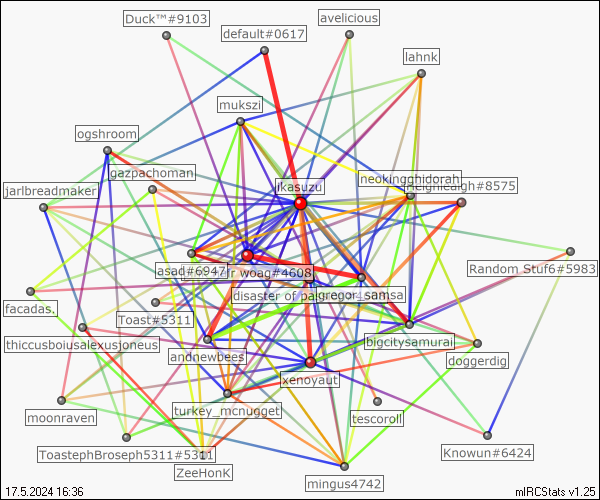 Duck™#9103
avelicious
default#0617
lahnk
mukszi
ogshroom
gazpachoman
neokingghidorah
#8575
jarlbreadmaker
ikasuzu
asad#6947
woag#4608
Random Stuf6#5983
disaster of
gregor_samsa
facadas.
Toast#5311
thiccusboiusalexusjoneus
andnewbees
bigcitysamurai
doggerdig
xenoyaut
moonraven
turkey_mcnugget
tescoroll
ToastephBroseph5311#5311
Knowun#6424
ZeeHonK
mingus4742
17.5.2024 16:36
mIRCStats v1.25